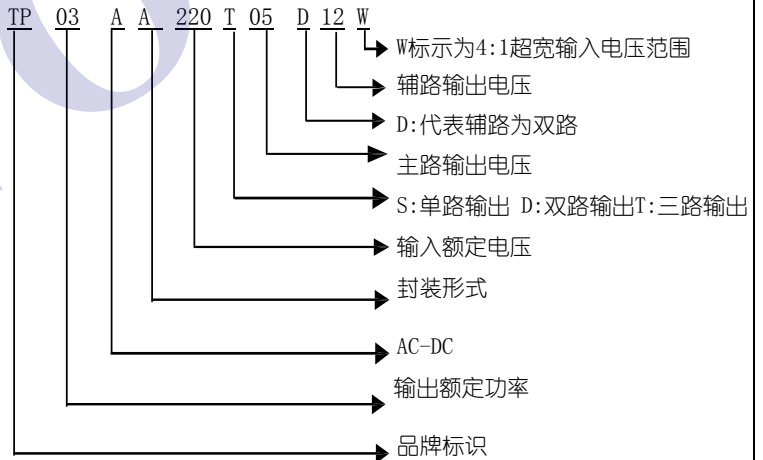 TP 03 A A 220 T 05 D 12 W
W标示为4:1超宽输入电压范围
辅路输出电压
D:代表辅路为双路
主路输出电压
S:单路输出 D:双路输出T:三路输出
输入额定电压
封装形式
AC-DC
输出额定功率
品牌标识